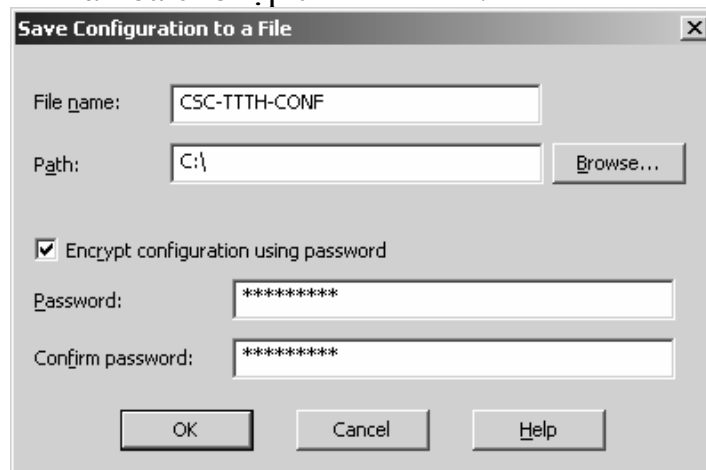 Save Configuration to a File
File name: CSC-TTTH-CONF
Path: C:\ Browse...
Encrypt configuration using password
Password: *********
Confirm password: *********
OK Cancel Help